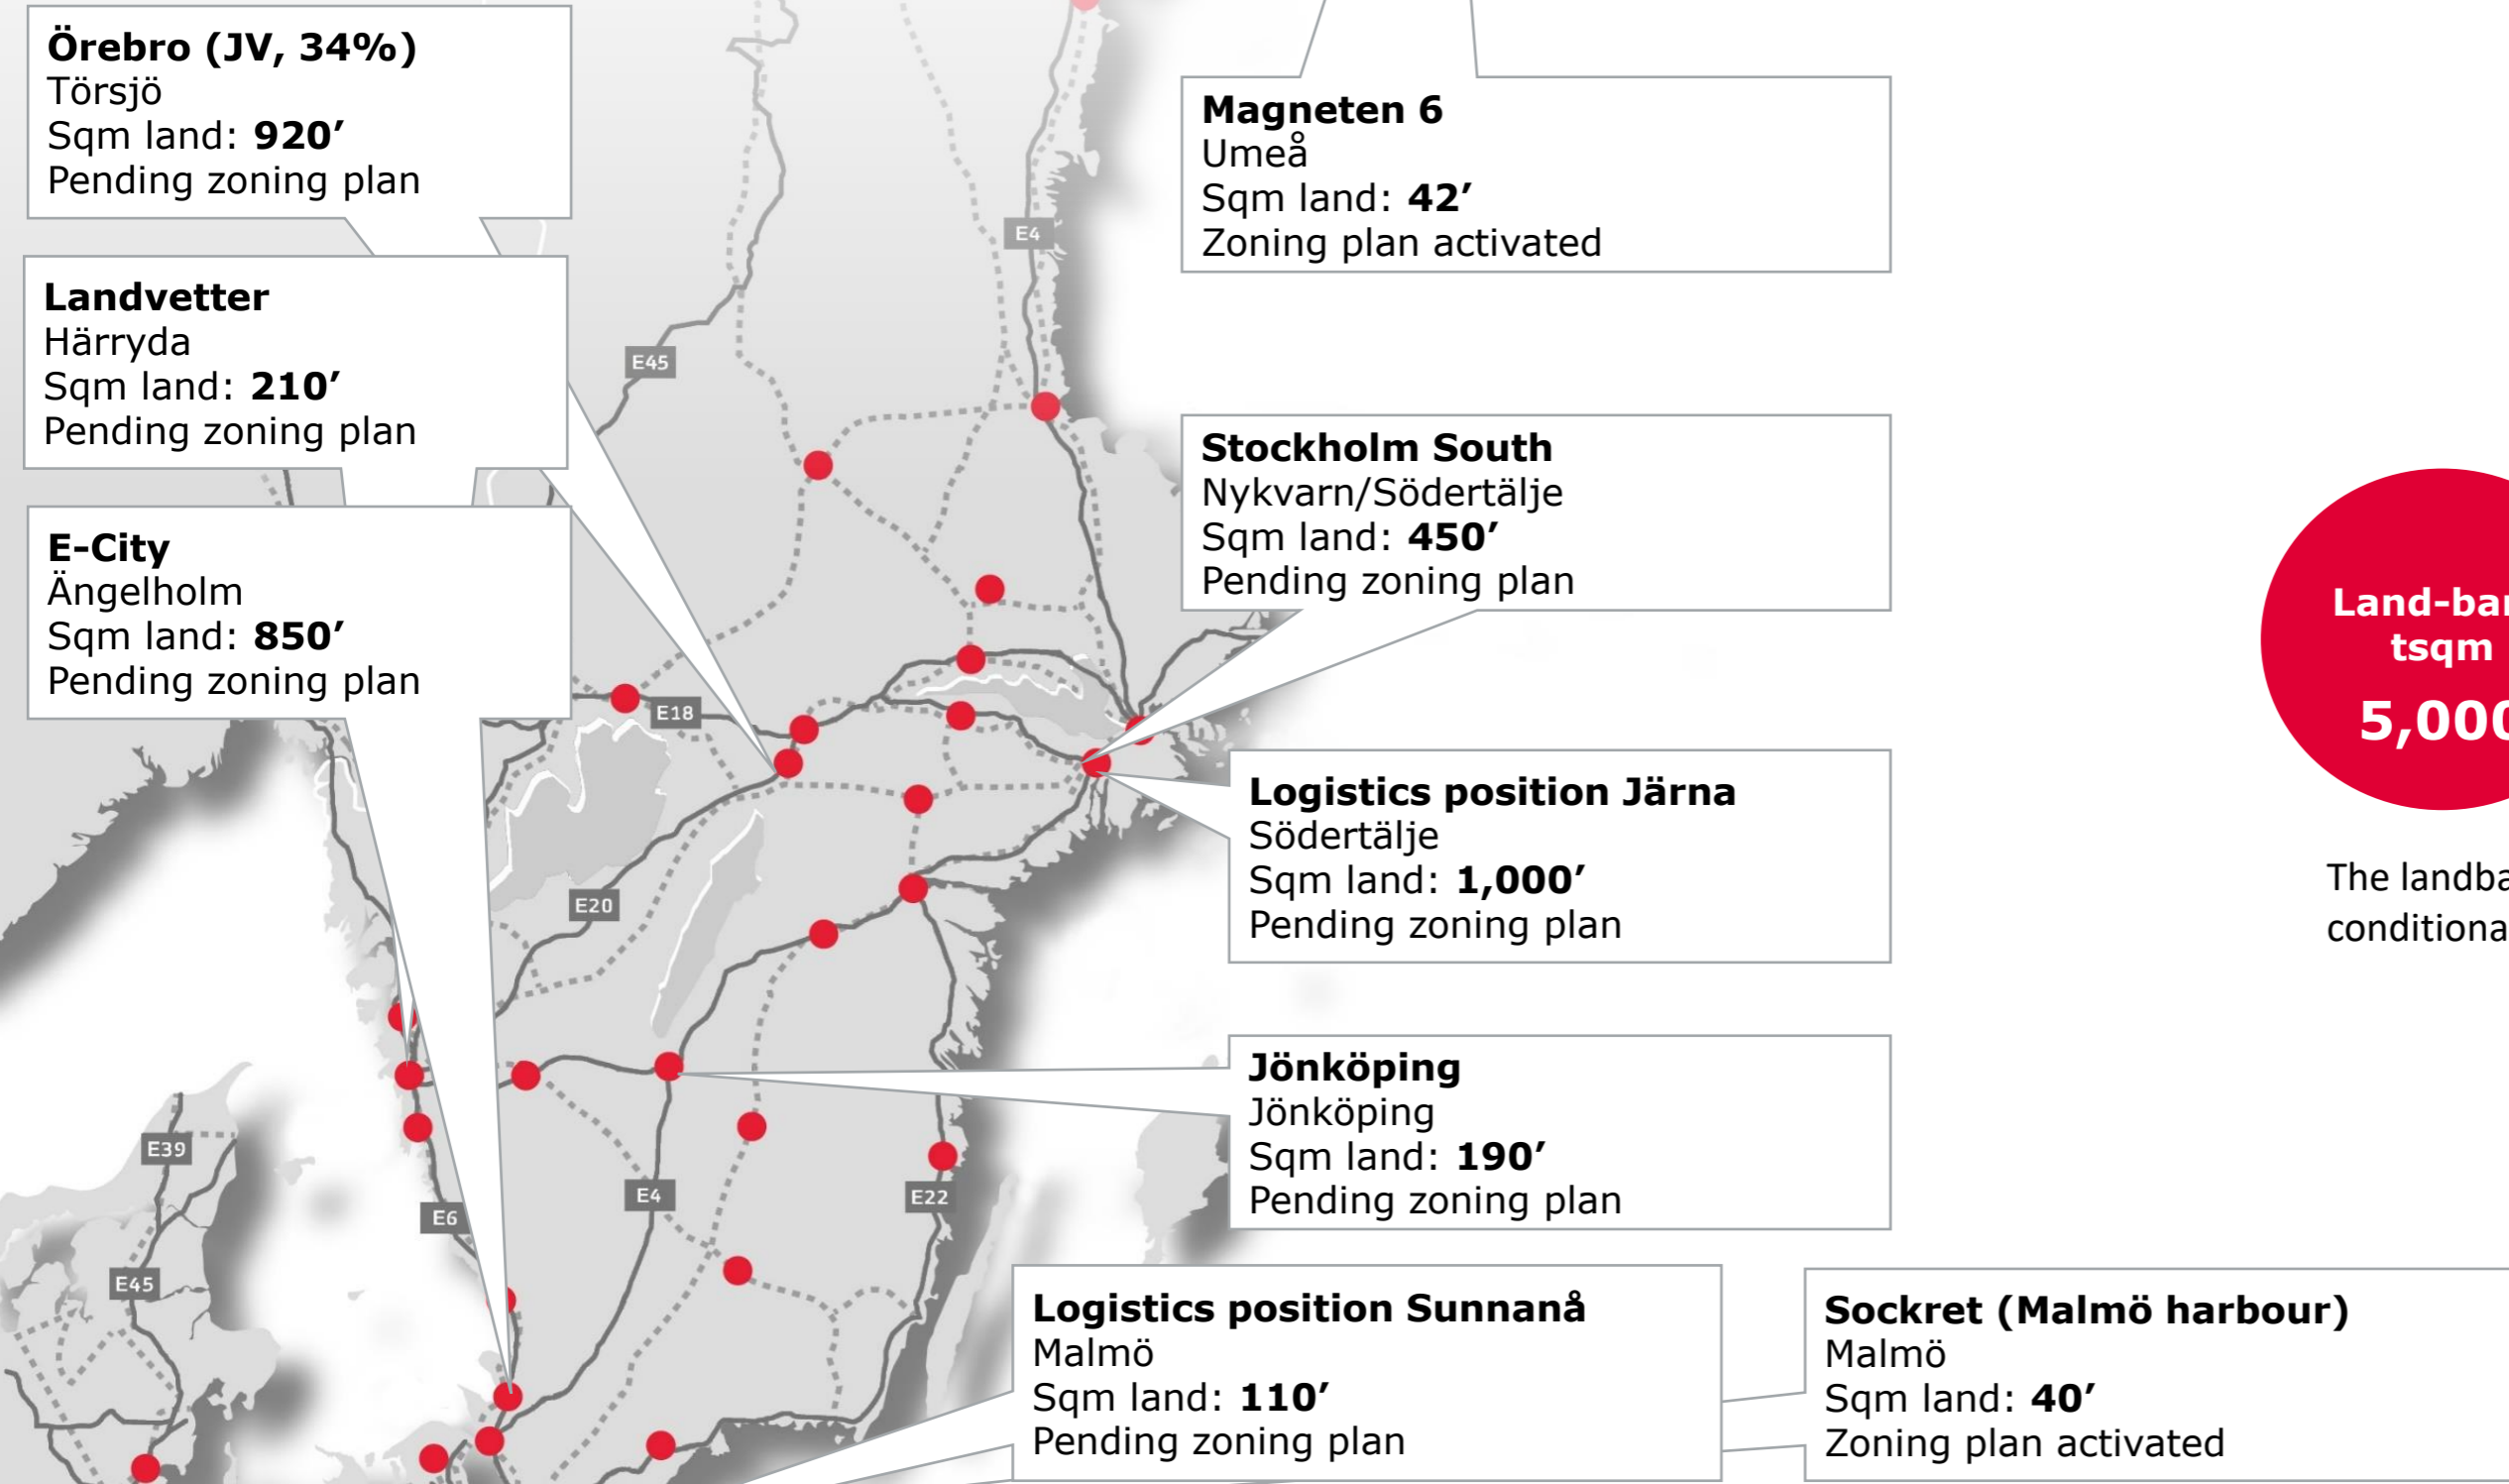 Örebro (JV, 34%)
Törsjö
Sqm land: 920’
Pending zoning plan
Landvetter
Härryda
Sqm land: 210’
Pending zoning plan
E-City
Ängelholm
Sqm land: 850’
Pending zoning plan
Magneten 6
Umeå
Sqm land: 42’
Zoning plan activated
Stockholm South
Nykvarn/Södertälje
Sqm land: 450’
Pending zoning plan
Logistics position Järna
Södertälje
Sqm land: 1,000’
Pending zoning plan
Jönköping
Jönköping
Sqm land: 190’
Pending zoning plan
Logistics position Sunnanå
Malmö
Sqm land: 110’
Pending zoning plan
Sockret (Malmö harbour)
Malmö
Sqm land: 40’
Zoning plan activated
tsqm
5,000
The
E4
E45
E18
E20
E39
E6
E4
E22
E45